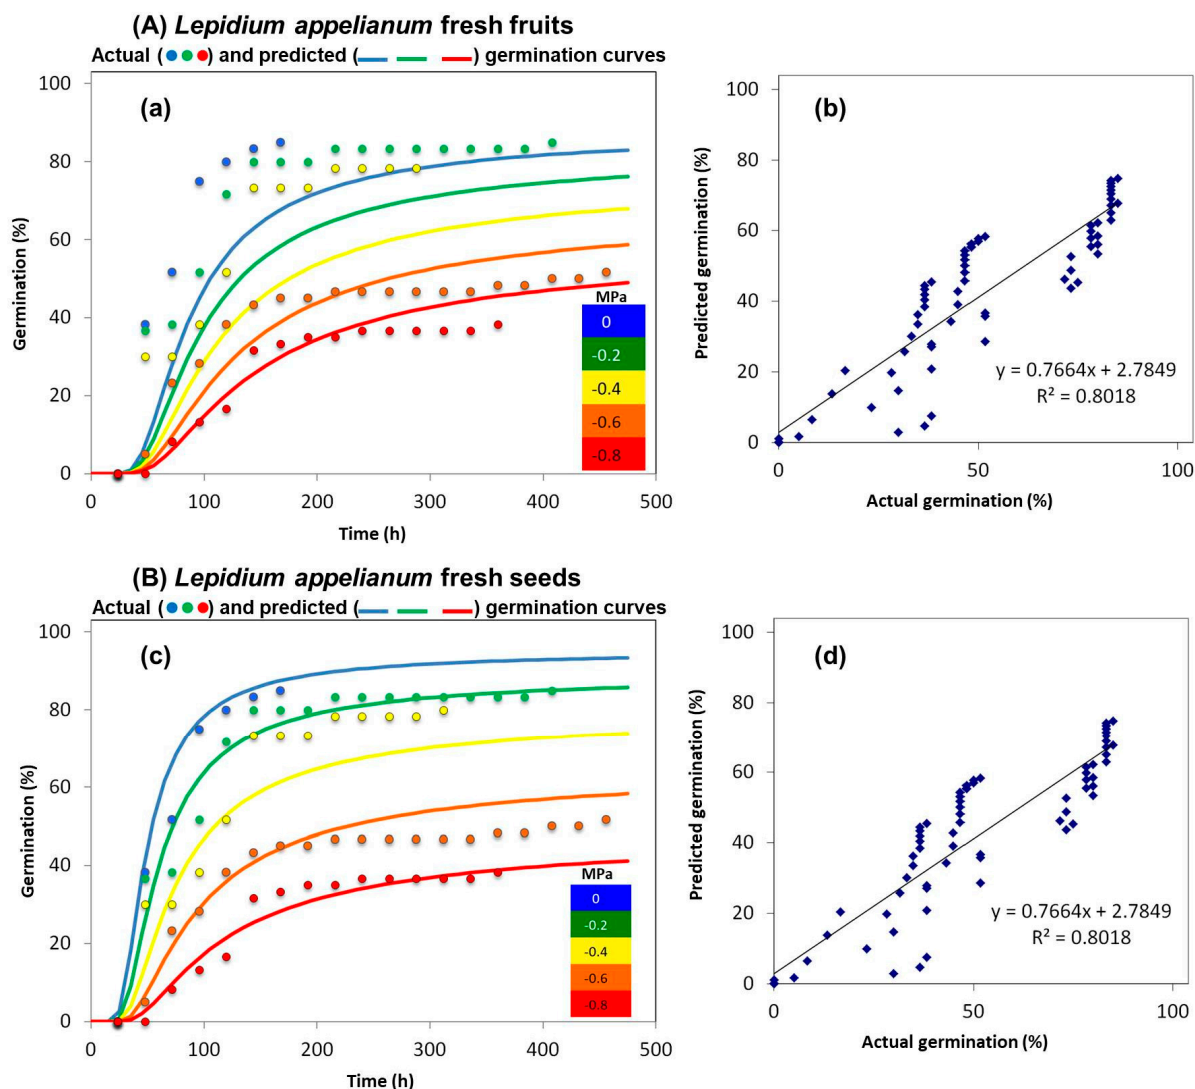 (A) Lepidium appelianum fresh fruits
Actual ( ) and predicted ( ) germination curves
(a)
Germination (%)
100
80
60
40
20
0
0 100 200 300 400 500
Time (h)
MPa
0
-0.2
-0.4
-0.6
-0.8
(b)
Predicted germination (%)
100
80
60
40
20
0
0 50 100
Actual germination (%)
y = 0.7664x + 2.7849
R² = 0.8018
(B) Lepidium appelianum fresh seeds
Actual ( ) and predicted ( ) germination curves
(c)
Germination (%)
100
80
60
40
20
0
0 100 200 300 400 500
Time (h)
MPa
0
-0.2
-0.4
-0.6
-0.8
(d)
Predicted germination (%)
100
80
60
40
20
0
0 50 100
Actual germination (%)
y = 0.7664x + 2.7849
R² = 0.8018